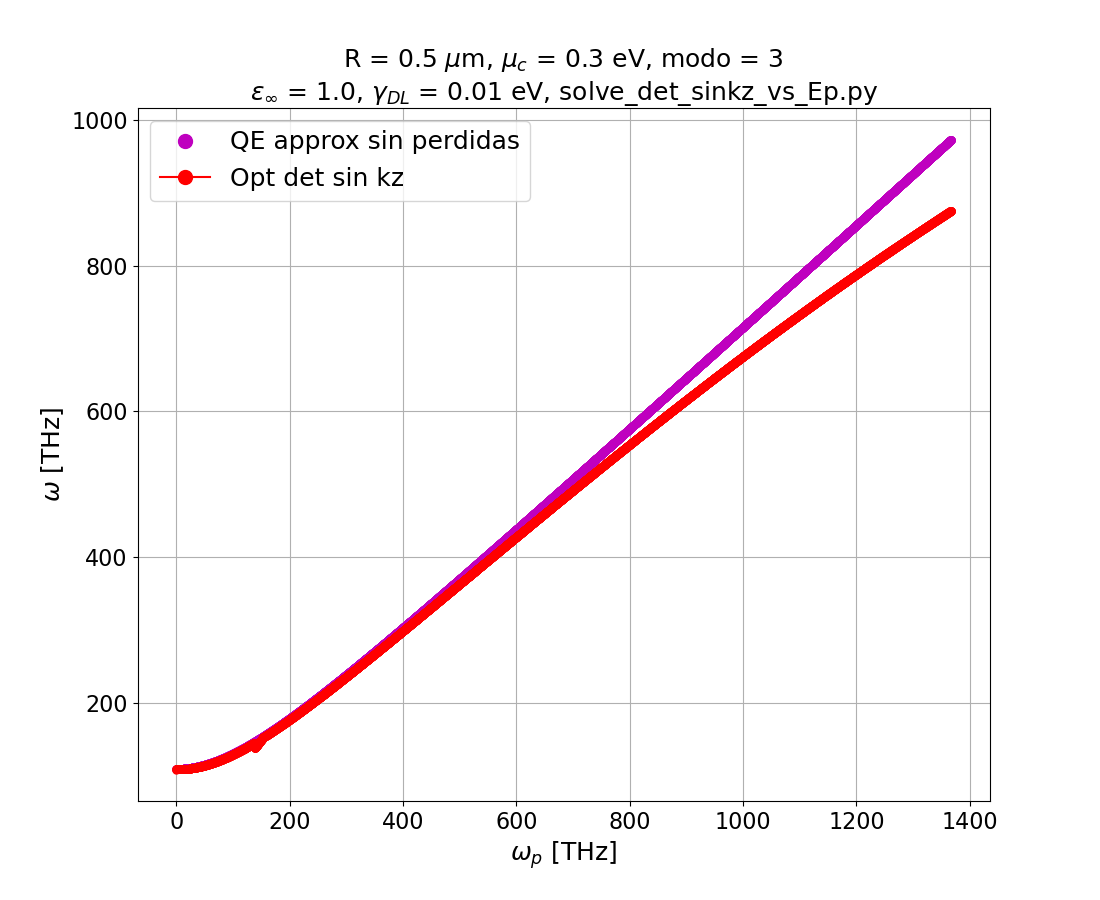 R = 0.5 μm, μc = 0.3 eV, modo = 3
ε∞ = 1.0, γDL = 0.01 eV, solve_det_sinkz_vs_Ep.py
1000
QE approx sin perdidas
Opt det sin kz
800
600
400
200
ω [THz]
0 200 400 600 800 1000 1200 1400
ωp [THz]